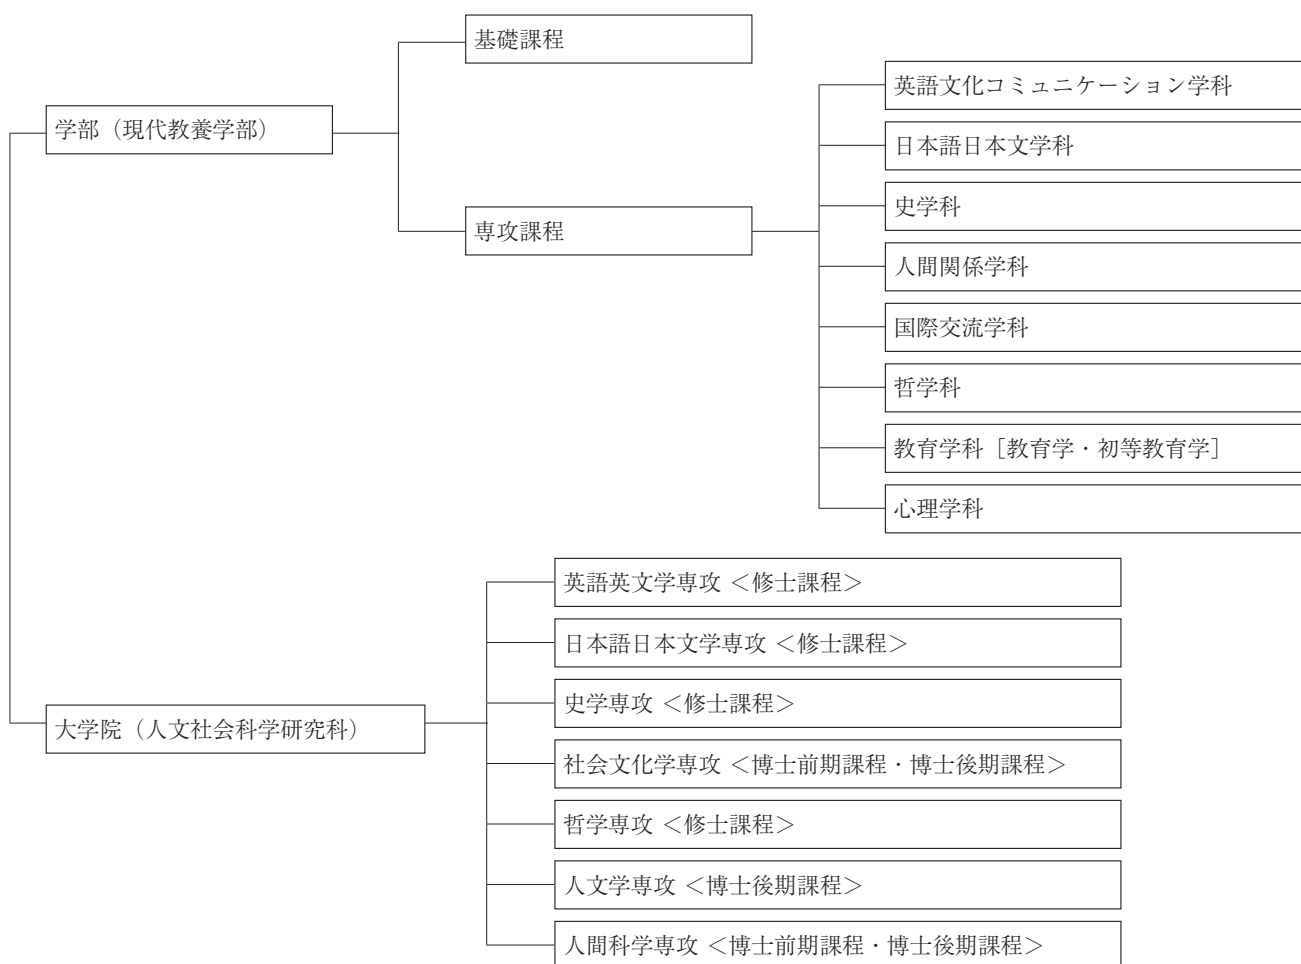 基礎課程
英語文化コミュニケーション学科
学部（現代教養学部）
日本語日本文学科
史学科
専攻課程
人間関係学科
国際交流学科
哲学科
教育学科［教育学・初等教育学］
心理学科
英語英文学専攻 ＜修士課程＞
日本語日本文学専攻 ＜修士課程＞
史学専攻 ＜修士課程＞
大学院（人文社会科学研究科）
社会文化学専攻 ＜博士前期課程・博士後期課程＞
哲学専攻 ＜修士課程＞
人文学専攻 ＜博士後期課程＞
人間科学専攻 ＜博士前期課程・博士後期課程＞